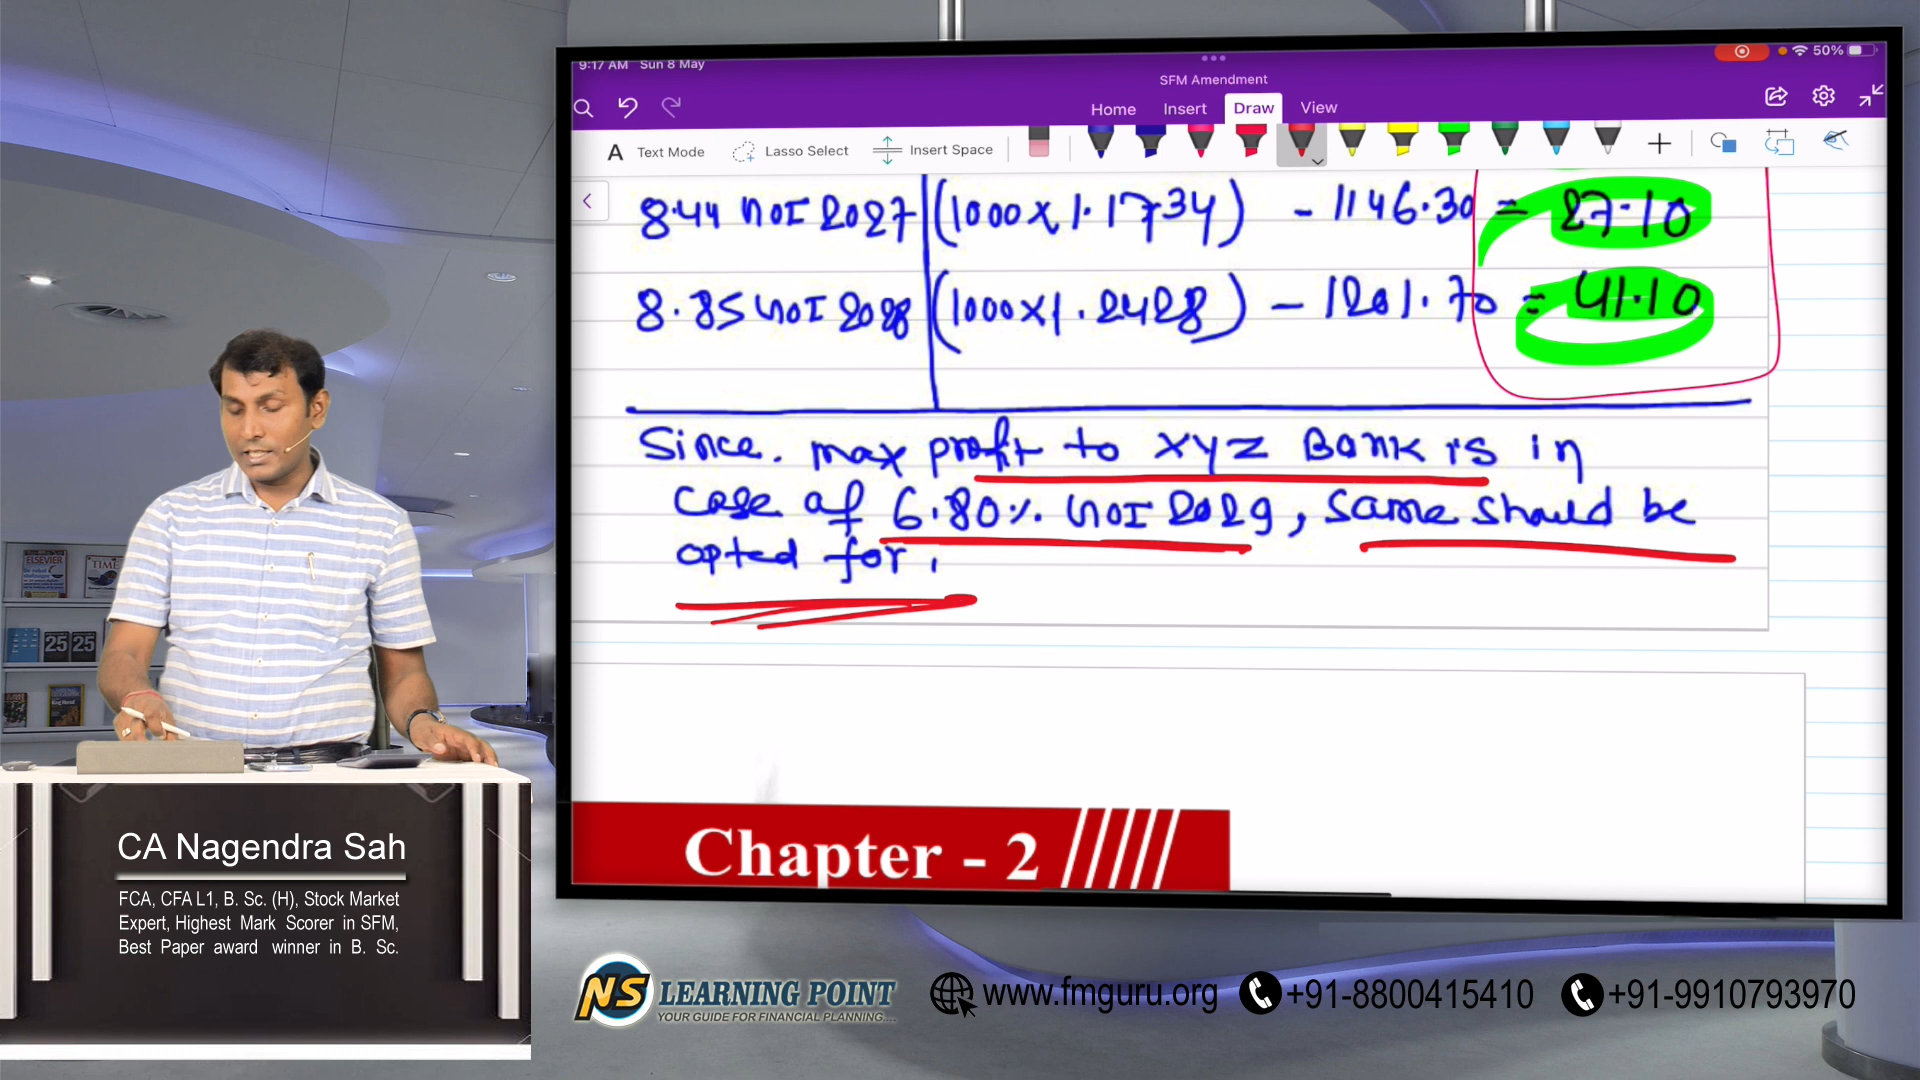 9:17 AM Sun 8 May
50%
SFM Amendment
Home Insert Draw View
Text Mode Lasso Select Insert Space
8.44 2027 (1000 x 1.1734) - 1146.30 = 27.10
8.85 2028 (1000 x 1.2428) - 1201.70 = 41.10
Since. max profit to XYZ Bank is in
case of 6.80% 2029, same should be
opted for.
Chapter - 2
ELSEVIER
TIME
25 25
CA Nagendra Sah
FCA, CFA L1, B. Sc. (H), Stock Market
Expert, Highest Mark Scorer in SFM,
Best Paper award winner in B. Sc.
NS LEARNING POINT
YOUR GUIDE FOR FINANCIAL PLANNING....
www.fmguru.org +91-8800415410 +91-9910793970